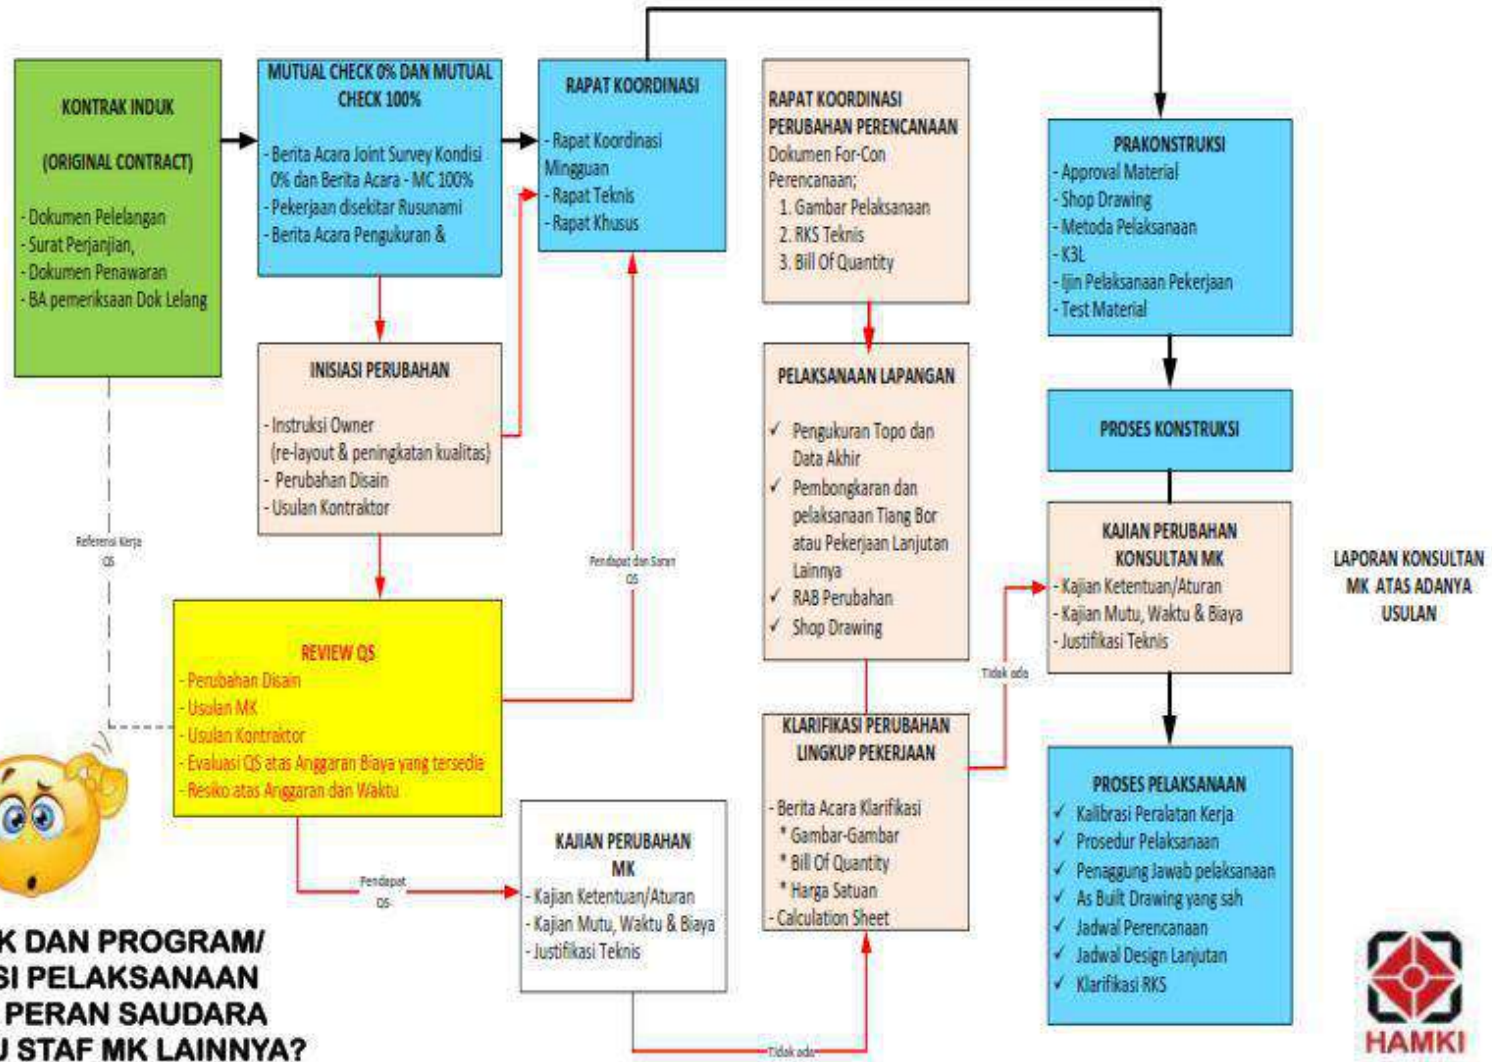 KONTRAK INDUK
(ORIGINAL CONTRACT)
- Dokumen Pelelangan
- Surat Perjanjian,
- Dokumen Penawaran
- BA pemeriksaan Dok Lelang
MUTUAL CHECK 0% DAN MUTUAL
CHECK 100%
- Berita Acara Joint Survey Kondisi
0% dan Berita Acara - MC 100%
- Pekerjaan disekitar Rusunami
- Berita Acara Pengukuran &
RAPAT KOORDINASI
- Rapat Koordinasi
Mingguan
- Rapat Teknis
- Rapat Khusus
RAPAT KOORDINASI
PERUBAHAN PERENCANAAN
Dokumen For-Con
Perencanaan;
1. Gambar Pelaksanaan
2. RKS Teknis
3. Bill Of Quantity
PRAKONSTRUKSI
- Approval Material
- Shop Drawing
- Metoda Pelaksanaan
- K3L
- Ijin Pelaksanaan Pekerjaan
- Test Material
INISIASI PERUBAHAN
- Instruksi Owner
(re-layout & peningkatan kualitas)
- Perubahan Disain
- Usulan Kontraktor
PELAKSANAAN LAPANGAN
✓ Pengukuran Topo dan
Data Akhir
✓ Pembongkaran dan
pelaksanaan Tiang Bor
atau Pekerjaan Lanjutan
Lainnya
✓ RAB Perubahan
✓ Shop Drawing
PROSES KONSTRUKSI
Referensi Kerja
QS
Pendapat dan Saran
QS
KAJIAN PERUBAHAN
KONSULTAN MK
- Kajian Ketentuan/Aturan
- Kajian Mutu, Waktu & Biaya
- Justifikasi Teknis
LAPORAN KONSULTAN
MK ATAS ADANYA
USULAN
REVIEW QS
- Perubahan Disain
- Usulan MK
- Usulan Kontraktor
- Evaluasi QS atas Anggaran Biaya yang tersedia
- Resiko atas Anggaran dan Waktu
Tidak ada
KLARIFIKASI PERUBAHAN
LINGKUP PEKERJAAN
- Berita Acara Klarifikasi
* Gambar-Gambar
* Bill Of Quantity
* Harga Satuan
- Calculation Sheet
PROSES PELAKSANAAN
✓ Kalibrasi Peralatan Kerja
✓ Prosedur Pelaksanaan
✓ Penaggung Jawab pelaksanaan
✓ As Built Drawing yang sah
✓ Jadwal Perencanaan
✓ Jadwal Design Lanjutan
✓ Klarifikasi RKS
Pendapat
QS
KAJIAN PERUBAHAN
MK
- Kajian Ketentuan/Aturan
- Kajian Mutu, Waktu & Biaya
- Justifikasi Teknis
Tidak ada
K DAN PROGRAM/
SI PELAKSANAAN
PERAN SAUDARA
U STAF MK LAINNYA?
HAMKI